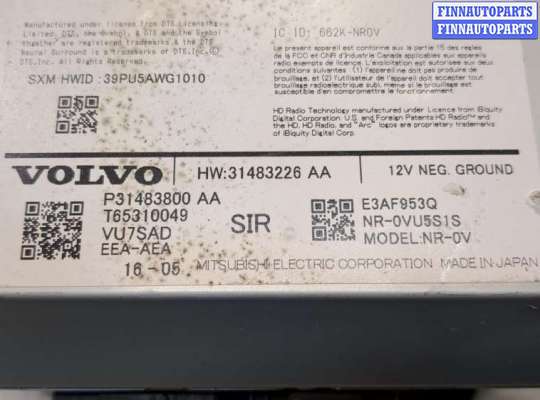 Manufactured under license from DTS Licensing
Limited. DTS, the Symbol, & DTS and the Symbol
together are registered trademarks & the DTS
Neural Surround is a trademark of DTS, Inc.
DTS, Inc. All Rights Reserved.
SXM HWID :39PU5AWG1010
IC ID: 662K-NR0V
Le present appareil est conforme aux la partie 15 des regles
de la FCC et CNR d'Industrie Canada aux appareils
radio exempts de licence. L'exploitation est autorisee aux
deux conditions suivantes:(1)l'appareil ne doit pas produire de
brouillage, et (2)l'utilisateur de l'appareil doit accepter tout
brouillage radioelectrique subi, meme si le brouillage est
susceptible d'en compromettre le fonctionnement.
HD Radio Technology manufactured under License from iBiquity
Digital Corporation. U.S. and Foreign Patents HD Radio™ and
the HD, HD Radio, and "Arc" logos are proprietary trademarks
of iBiquity Digital Corp.
VOLVO
HW:31483226 AA
12V NEG. GROUND
P31483800 AA
T65310049
VU7SAD
EEA-AEA
SIR
E3AF953Q
NR-0VU5S1S
MODEL:NR-0V
16-05
MITSUBISHI ELECTRIC CORPORATION MADE IN JAPAN
FINNAUTOPARTS
FINNAUTOPARTS
FINNAUTOPARTS
FINNAUTOPARTS
FINNAUTOPARTS
FINNAUTOPARTS